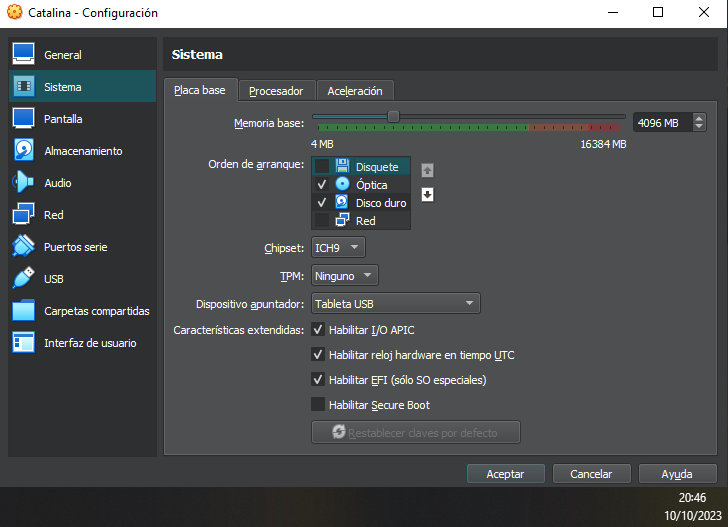 Catalina - Configuración
General
Sistema
Pantalla
Almacenamiento
Audio
Red
Puertos serie
USB
Carpetas compartidas
Interfaz de usuario
Sistema
Placa base Procesador Aceleración
Memoria base: 4096 MB
4 MB 16384 MB
Orden de arranque: Disquete
Óptica
Disco duro
Red
Chipset: ICH9
TPM: Ninguno
Dispositivo apuntador: Tableta USB
Características extendidas: Habilitar I/O APIC
Habilitar reloj hardware en tiempo UTC
Habilitar EFI (sólo SO especiales)
Habilitar Secure Boot
Restablecer claves por defecto
Aceptar Cancelar Ayuda
20:46
10/10/2023